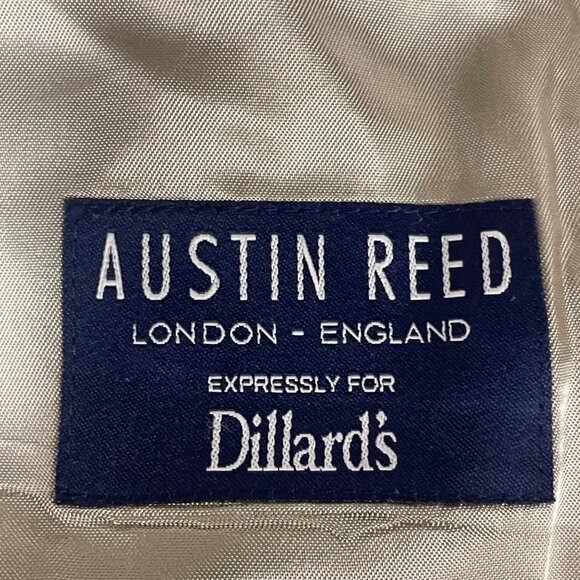 AUSTIN REED
LONDON - ENGLAND
EXPRESSLY FOR
Dillard's